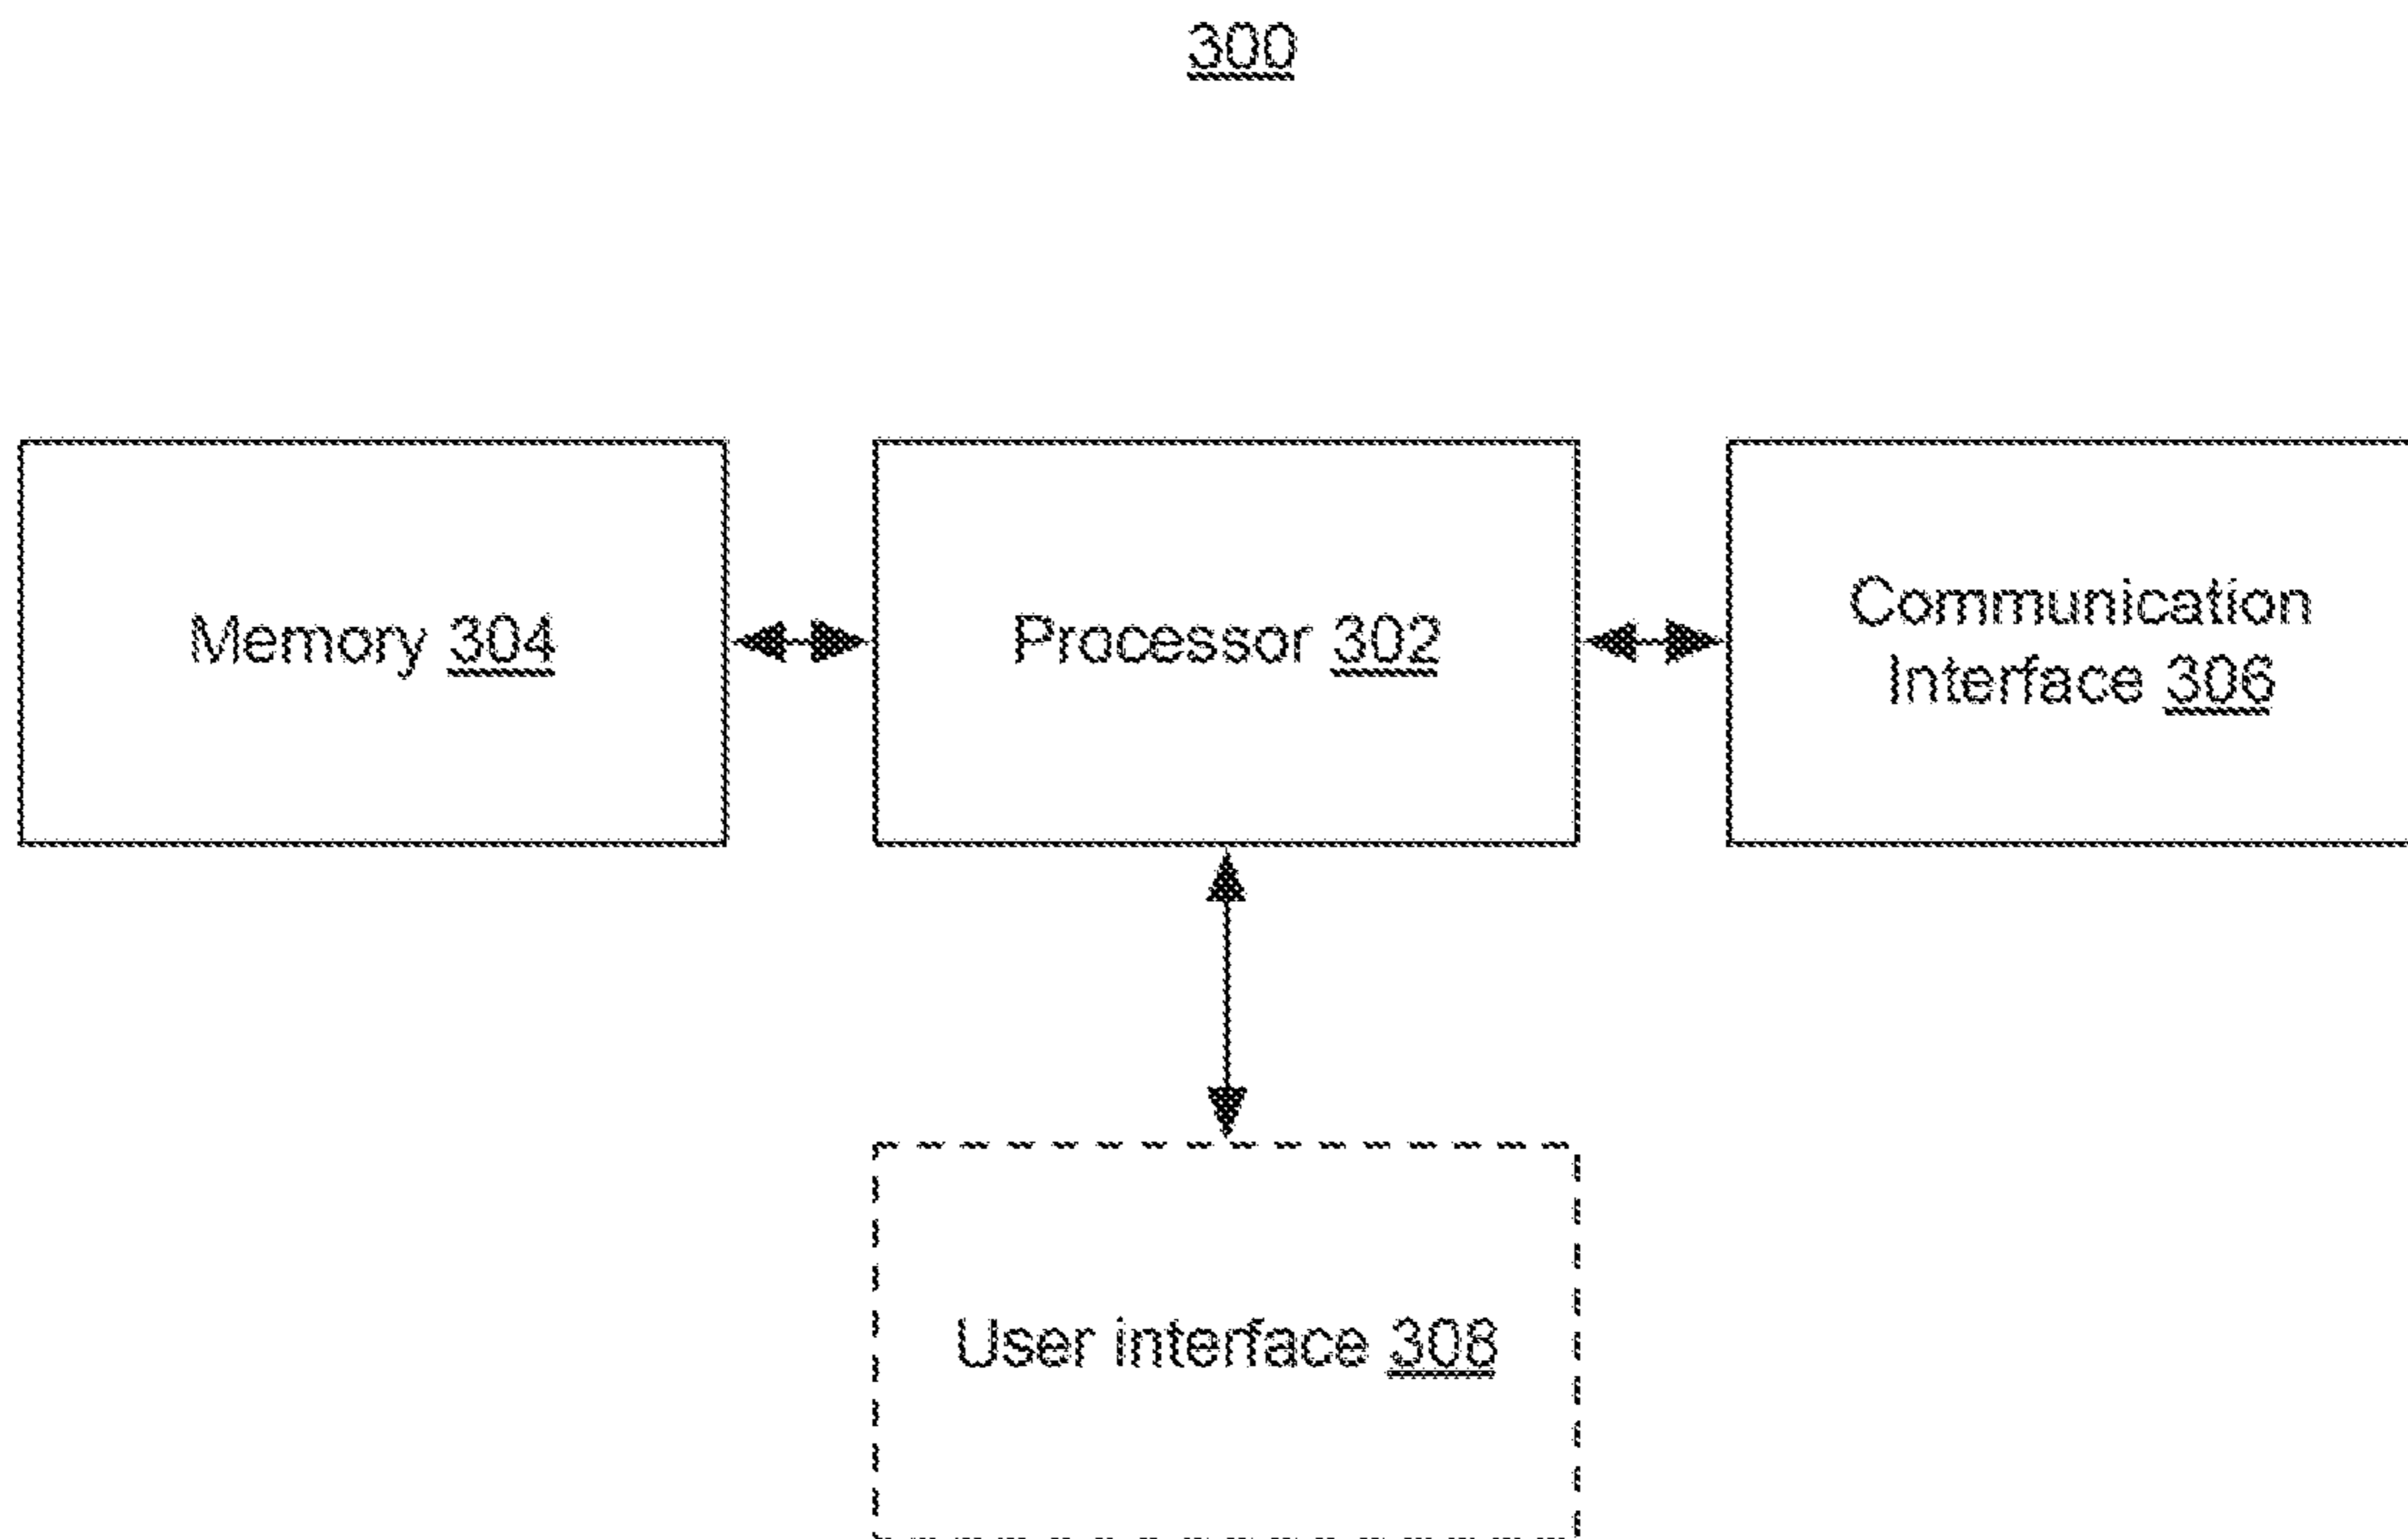 300
Memory 304
Processor 302
Communication
Interface 306
User interface 308